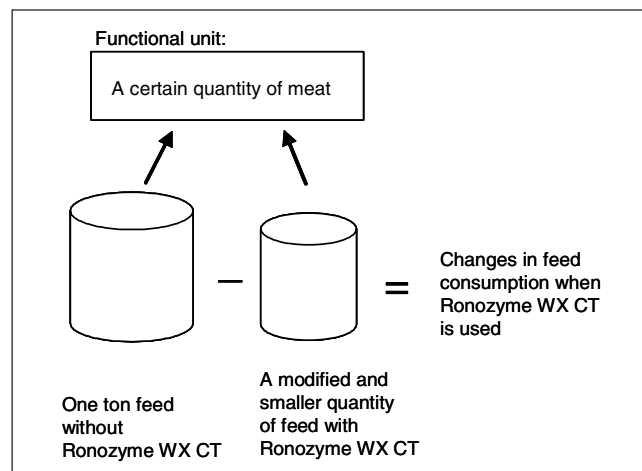 Functional unit:
A certain quantity of meat
–
=
Changes in feed
consumption when
Ronozyme WX CT
is used
One ton feed
without
Ronozyme WX CT
A modified and
smaller quantity
of feed with
Ronozyme WX CT